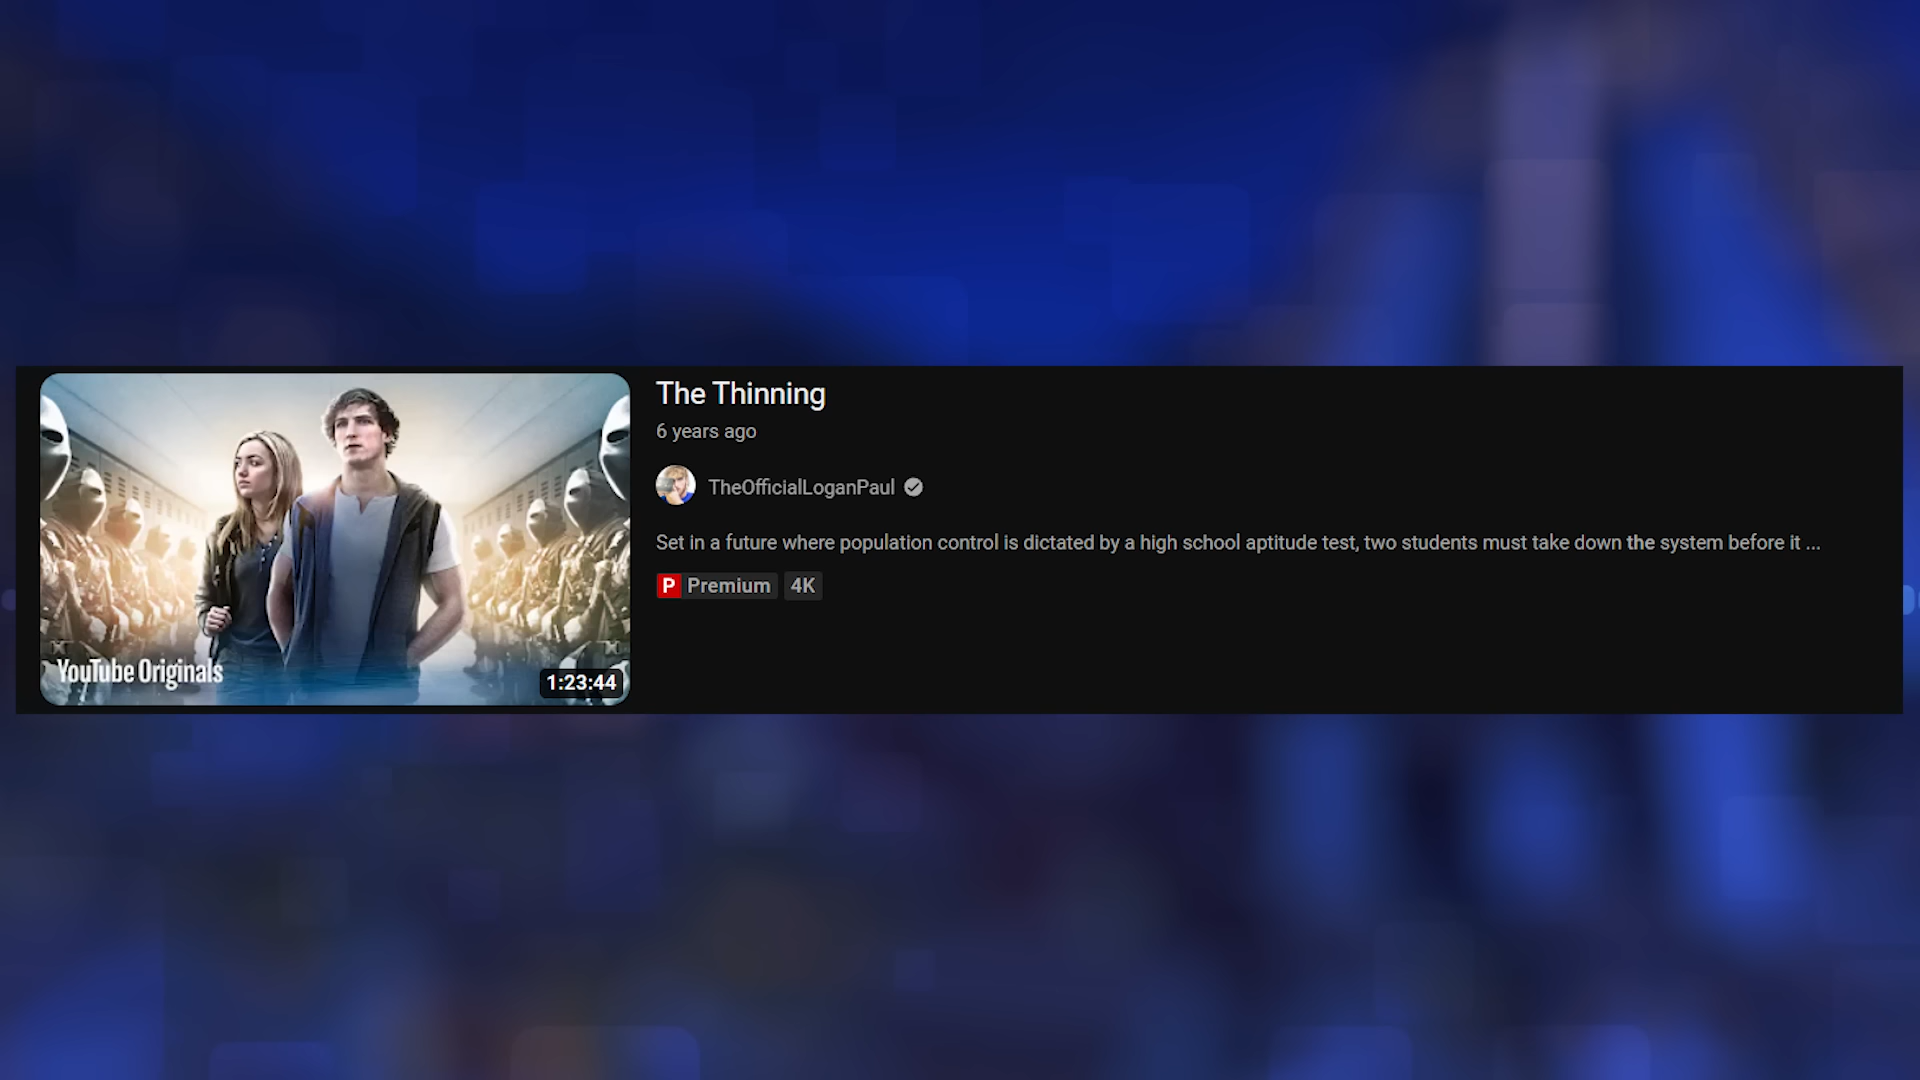 The Thinning
6 years ago
TheOfficialLoganPaul
Set in a future where population control is dictated by a high school aptitude test, two students must take down the system before it ...
P Premium 4K
YouTube Originals
1:23:44